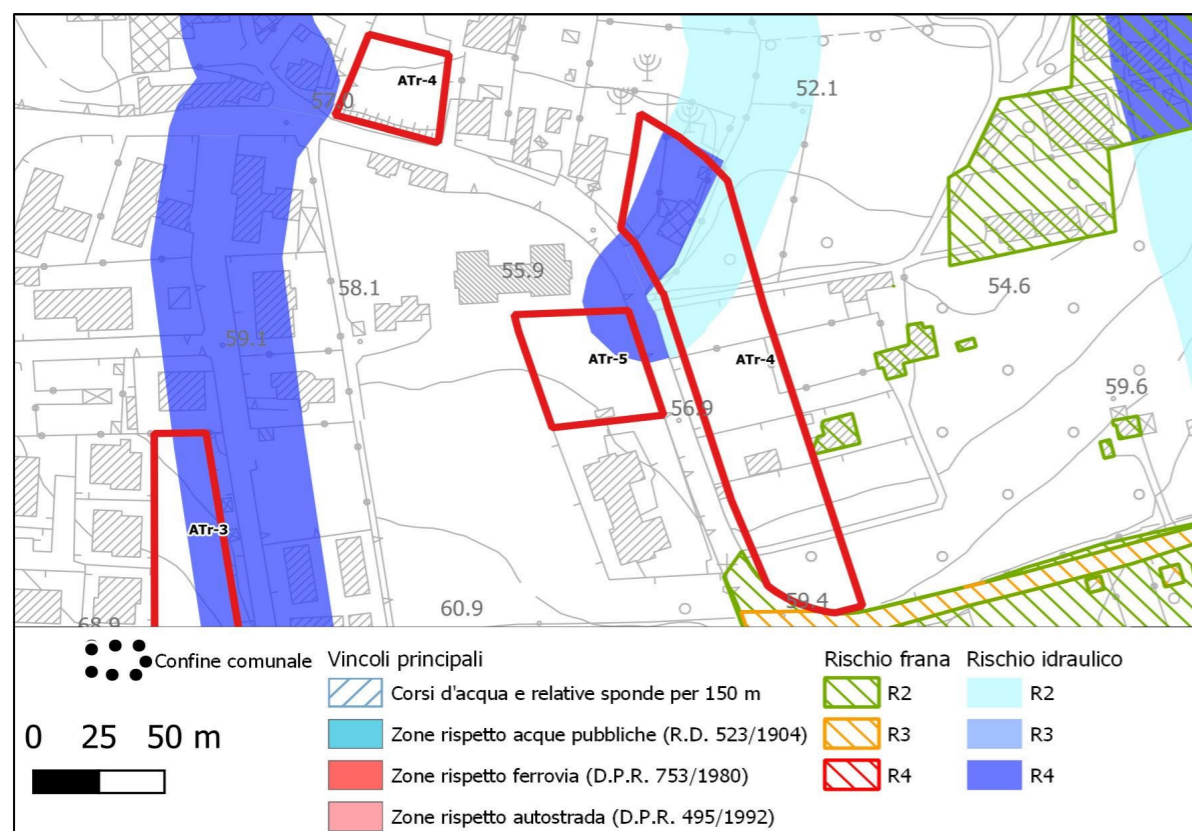 ATr-4
52.1
57.0
55.9
58.1
54.6
59.1
ATr-5
ATr-4
59.6
56.9
ATr-3
59.4
60.9
68.9
Confine comunale
Vincoli principali
Rischio frana
Rischio idraulico
Corsi d'acqua e relative sponde per 150 m
R2
R2
0 25 50 m
Zone rispetto acque pubbliche (R.D. 523/1904)
R3
R3
Zone rispetto ferrovia (D.P.R. 753/1980)
R4
R4
Zone rispetto autostrada (D.P.R. 495/1992)